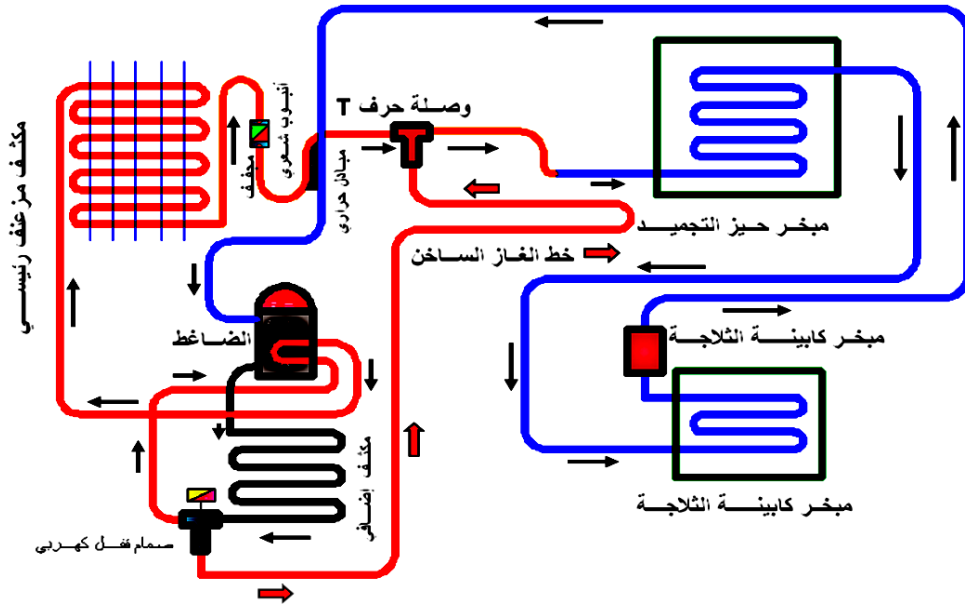 وصلة حرف T
أنبوب شعري
مجفف
مبادل حراري
مكثف مزعنف رئيسي
مبخر حيز التجميد
خط الغاز الساخن
الضاغط
مبخر كابينة الثلاجة
مكثف إضافي
مبخر كابينة الثلاجة
صمام قفل كهربي